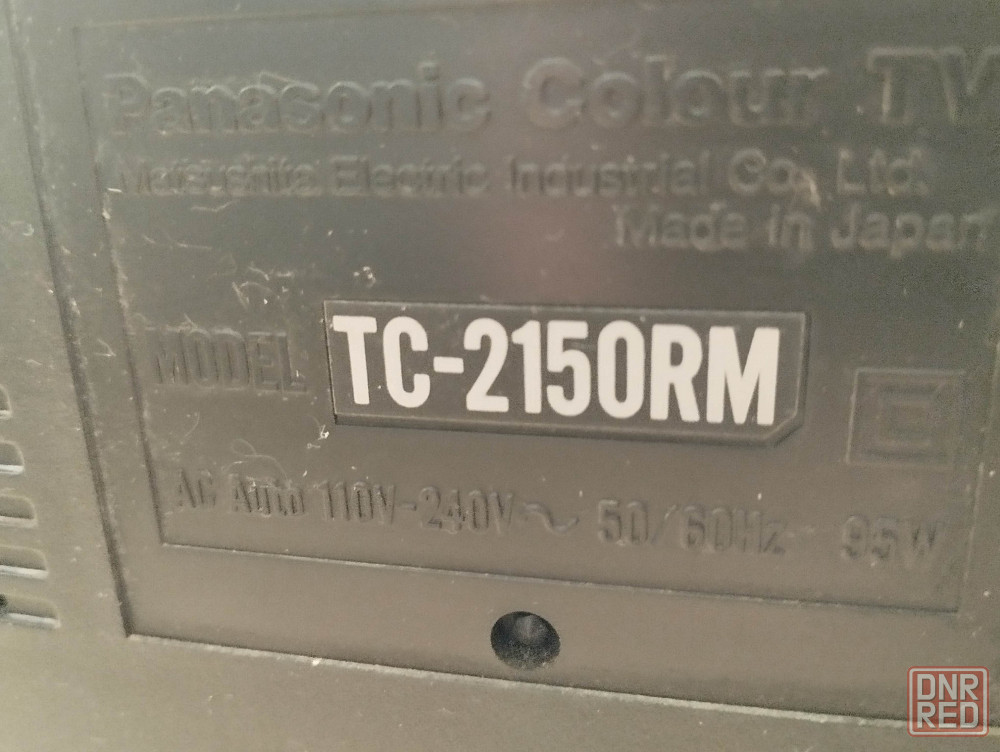 Panasonic Colour TV
Matsushita Electric Industrial Co., Ltd.
Made in Japan
MODEL TC-2150RM
AC Auto 110V-240V ~ 50/60Hz 95W
DNR
RED